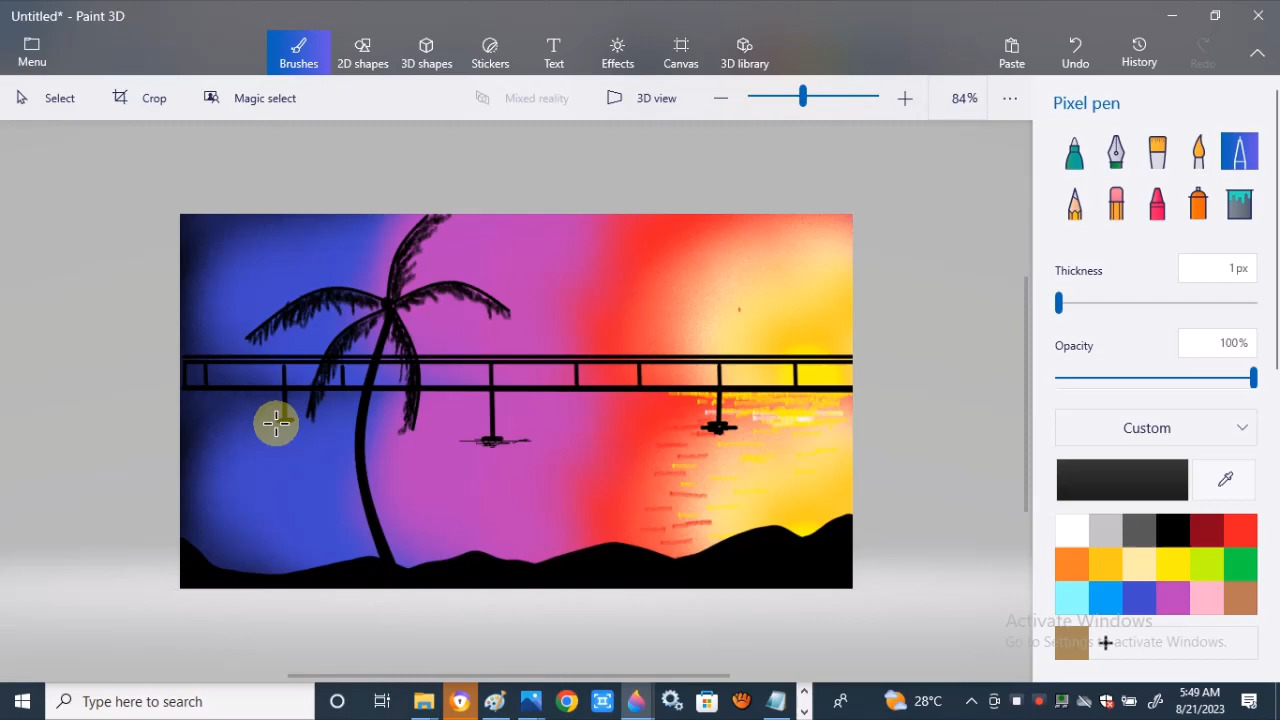 Untitled* - Paint 3D
Menu
Brushes
2D shapes
3D shapes
Stickers
Text
Effects
Canvas
3D library
Paste
Undo
History
Redo
Select
Crop
Magic select
Mixed reality
3D view
84%
Pixel pen
Thickness
1px
Opacity
100%
Custom
Activate Windows
Go to Settings to activate Windows.
Type here to search
28°C
5:49 AM
8/21/2023